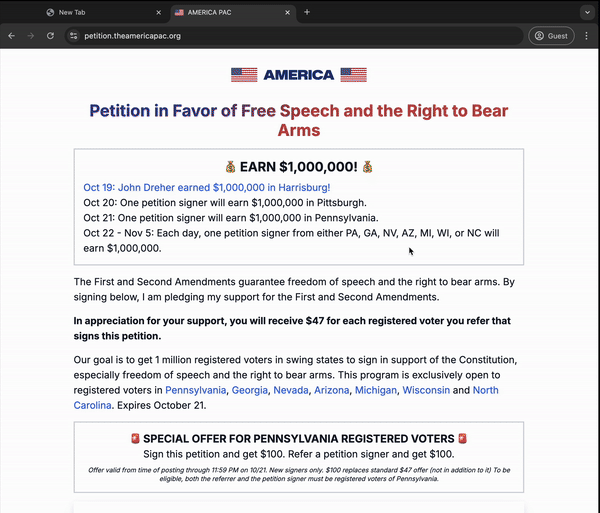 New Tab
AMERICA PAC
petition.theamericapac.org
Guest
AMERICA
Petition in Favor of Free Speech and the Right to Bear
Arms
💰 EARN $1,000,000! 💰
Oct 19: John Dreher earned $1,000,000 in Harrisburg!
Oct 20: One petition signer will earn $1,000,000 in Pittsburgh.
Oct 21: One petition signer will earn $1,000,000 in Pennsylvania.
Oct 22 - Nov 5: Each day, one petition signer from either PA, GA, NV, AZ, MI, WI, or NC will
earn $1,000,000.
The First and Second Amendments guarantee freedom of speech and the right to bear arms. By
signing below, I am pledging my support for the First and Second Amendments.
In appreciation for your support, you will receive $47 for each registered voter you refer that
signs this petition.
Our goal is to get 1 million registered voters in swing states to sign in support of the Constitution,
especially freedom of speech and the right to bear arms. This program is exclusively open to
registered voters in Pennsylvania, Georgia, Nevada, Arizona, Michigan, Wisconsin and North
Carolina. Expires October 21.
🚨 SPECIAL OFFER FOR PENNSYLVANIA REGISTERED VOTERS 🚨
Sign this petition and get $100. Refer a petition signer and get $100.
Offer valid from time of posting through 11:59 PM on 10/21. New signers only. $100 replaces standard $47 offer (not in addition to it) To be
eligible, both the referrer and the petition signer must be registered voters of Pennsylvania.